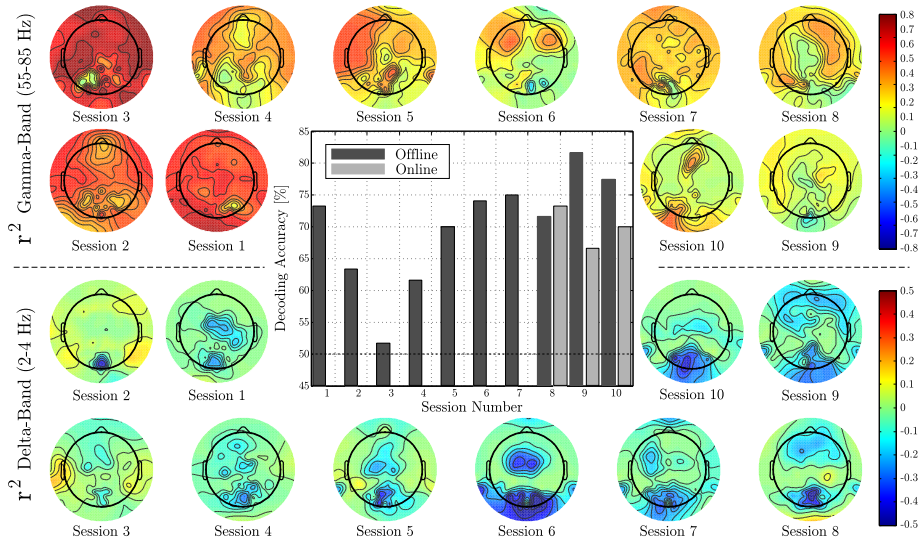 r² Gamma-Band (55-85 Hz)
Session 3
Session 4
Session 5
Session 6
Session 7
Session 8
0.8
0.7
0.6
0.5
0.4
0.3
0.2
0.1
0
-0.1
-0.2
-0.3
-0.4
-0.5
-0.6
-0.7
-0.8
Session 2
Session 1
Session 10
Session 9
Decoding Accuracy [%]
85
80
75
70
65
60
55
50
45
Offline
Online
1 2 3 4 5 6 7 8 9 10
Session Number
r² Delta-Band (2-4 Hz)
Session 2
Session 1
Session 10
Session 9
0.5
0.4
0.3
0.2
0.1
0
-0.1
-0.2
-0.3
-0.4
-0.5
Session 3
Session 4
Session 5
Session 6
Session 7
Session 8